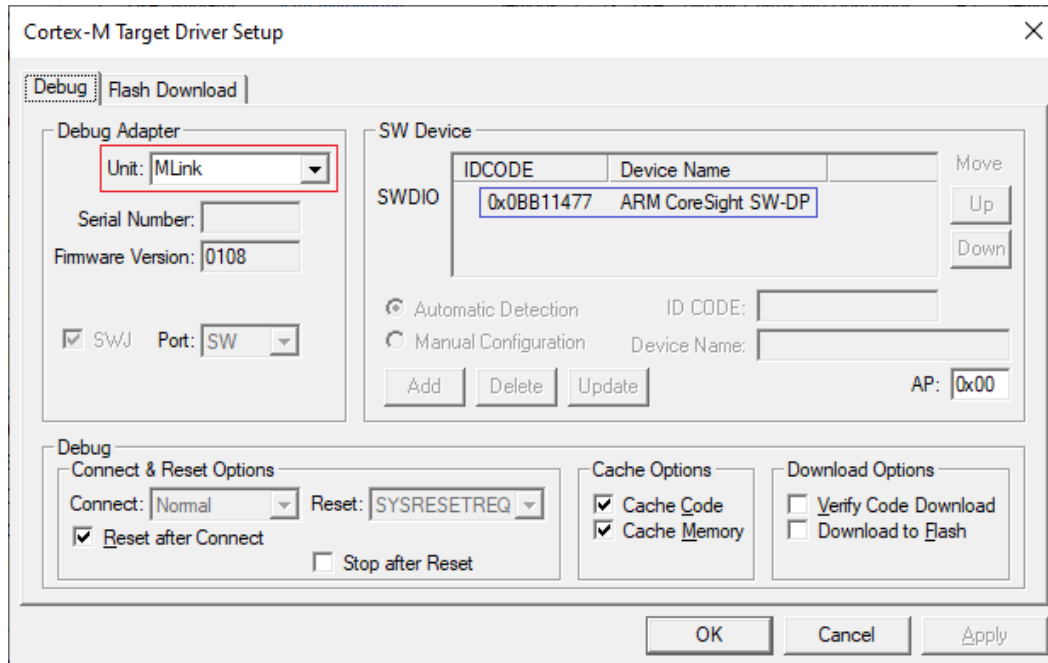 Cortex-M Target Driver Setup
Debug
Flash Download
Debug Adapter
Unit: MLink
Serial Number:
Firmware Version: 0108
SWJ Port: SW
SW Device
IDCODE Device Name
SWDIO
0x0BB11477 ARM CoreSight SW-DP
Move
Up
Down
Automatic Detection
ID CODE:
Manual Configuration
Device Name:
Add
Delete
Update
AP: 0x00
Debug
Connect & Reset Options
Connect: Normal Reset: SYSRESETREQ
Reset after Connect
Stop after Reset
Cache Options
Cache Code
Cache Memory
Download Options
Verify Code Download
Download to Flash
OK
Cancel
Apply